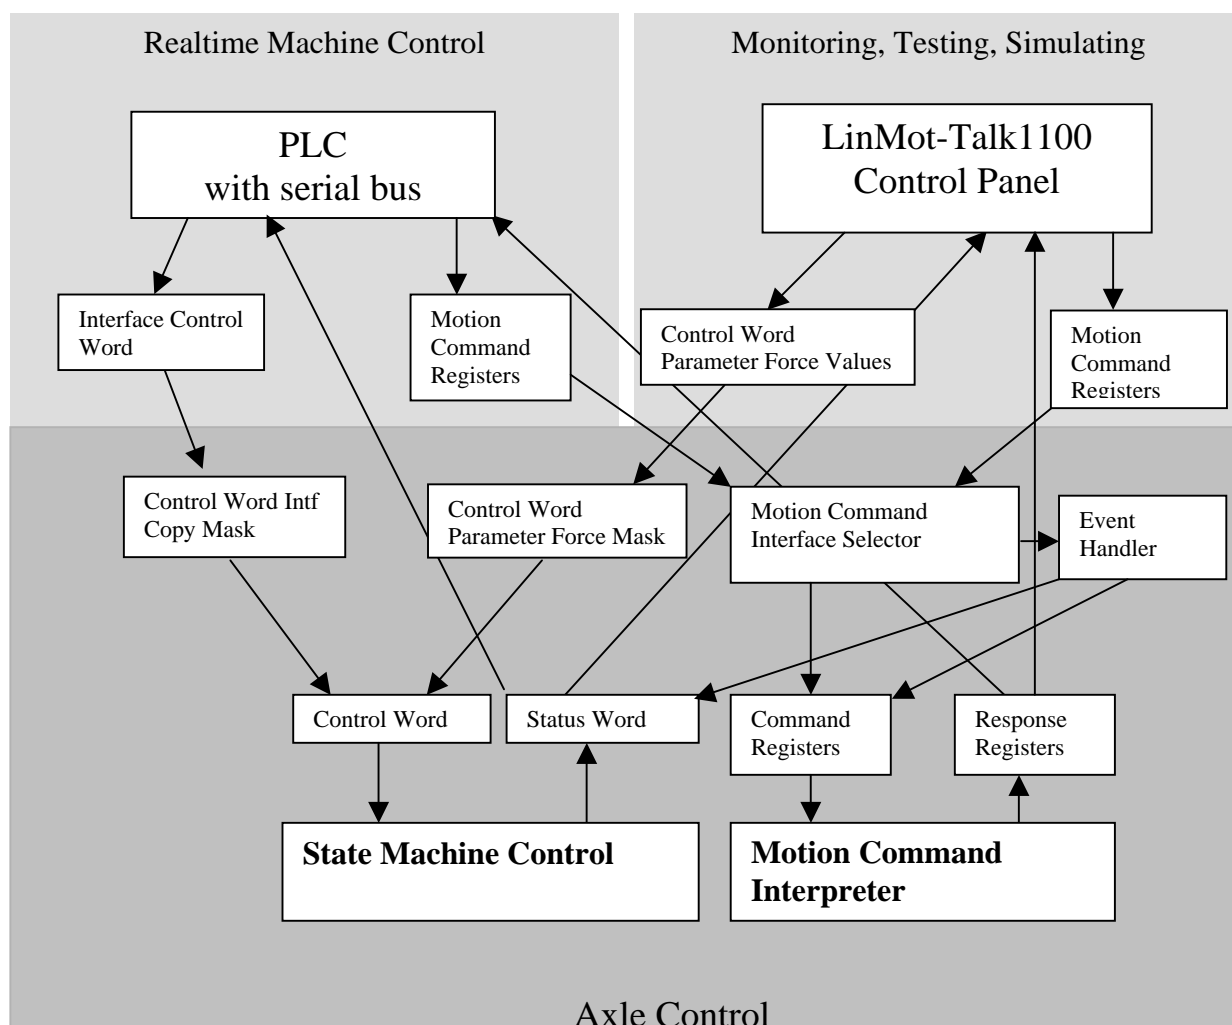 Realtime Machine Control
Monitoring, Testing, Simulating
PLC
with serial bus
LinMot-Talk1100
Control Panel
Interface Control
Word
Motion
Command
Registers
Control Word
Parameter Force Values
Motion
Command
Registers
Control Word Intf
Copy Mask
Control Word
Parameter Force Mask
Motion Command
Interface Selector
Event
Handler
Control Word
Status Word
Command
Registers
Response
Registers
State Machine Control
Motion Command
Interpreter
Axle Control